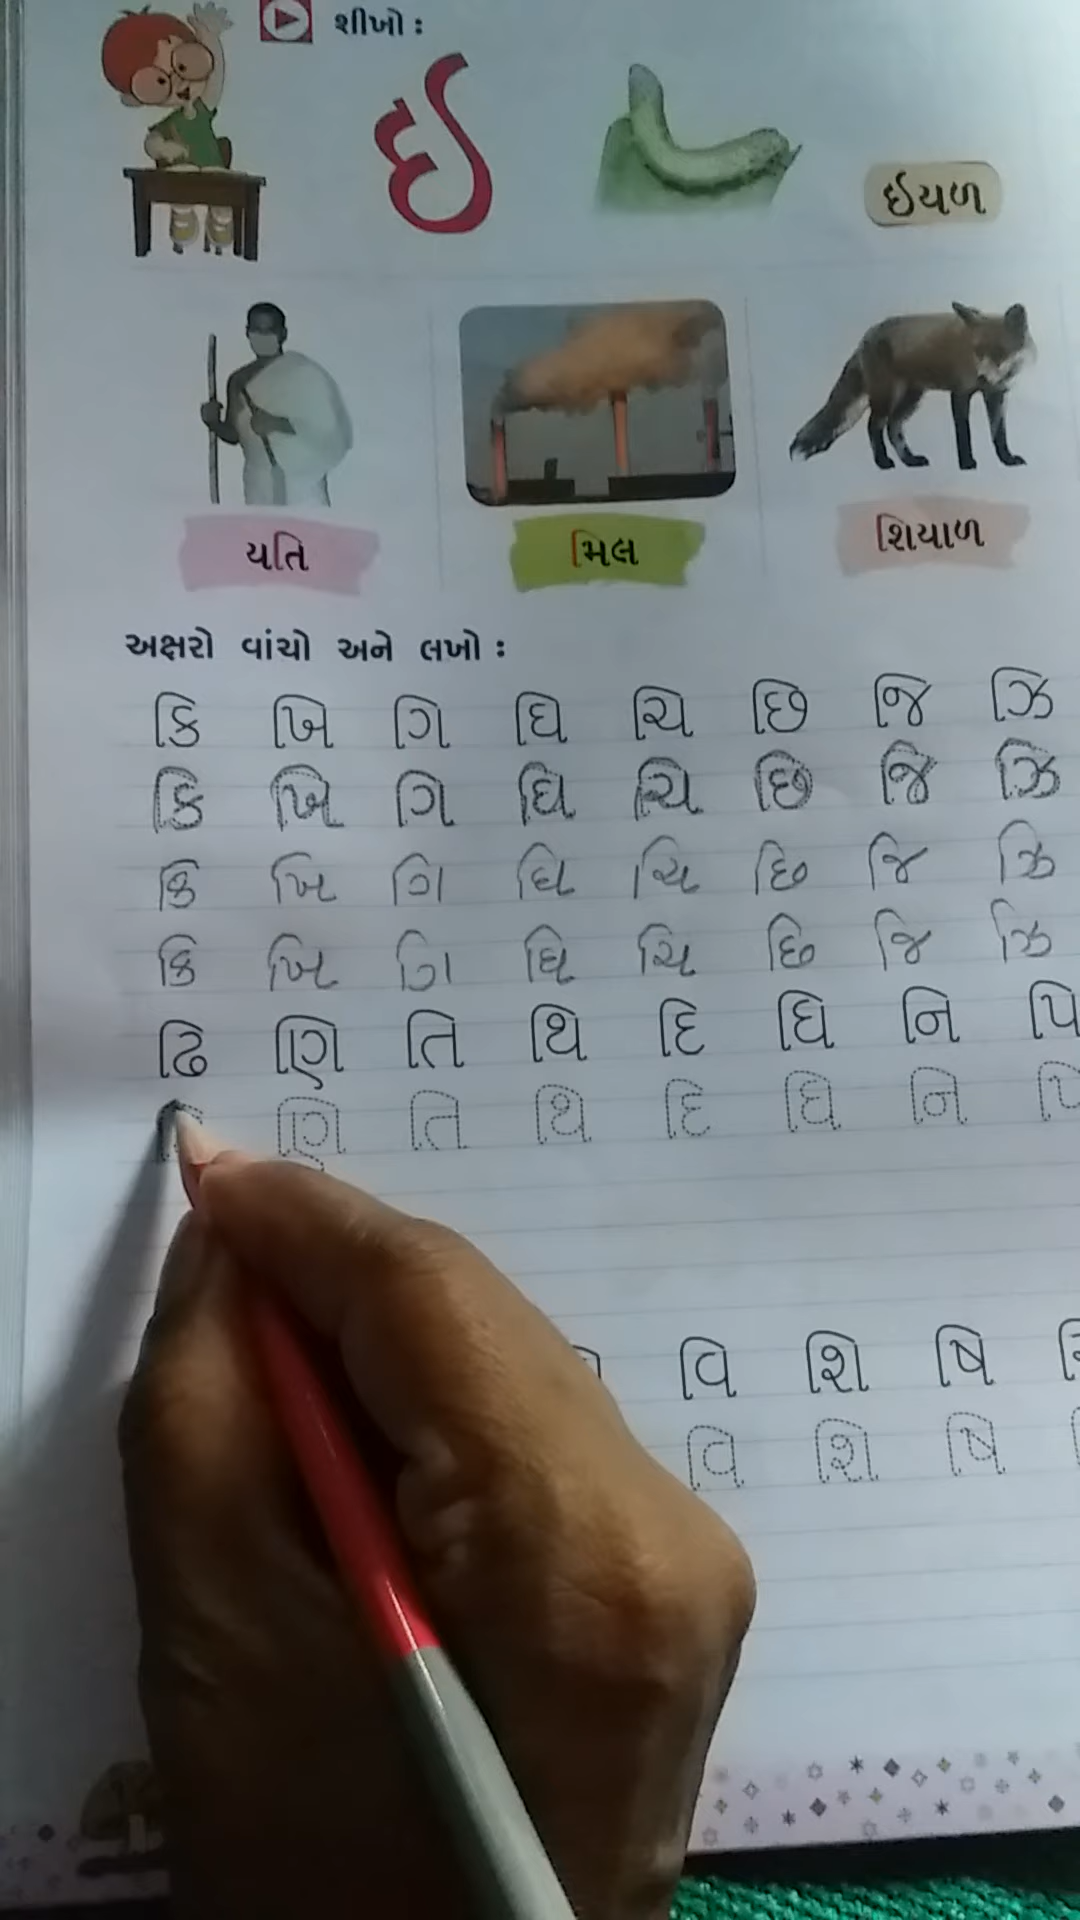 શીખો :
ઈ
ઈયળ
યતિ મિલ શિયાળ
અક્ષરો વાંચો અને લખો :
કિ ખિ ગિ ઘિ ચિ છિ જિ ઝિ
કિ ખિ ગિ ઘિ ચિ છિ જિ ઝિ
કિ ખિ ગિ ઘિ ચિ છિ જિ ઝિ
કિ ખિ ગિ ઘિ ચિ છિ જિ ઝિ
ઢિ ણિ તિ થિ દિ ધિ નિ પિ
ણિ તિ થિ દિ ધિ નિ પિ
વિ શિ ષિ
વિ શિ ષિ